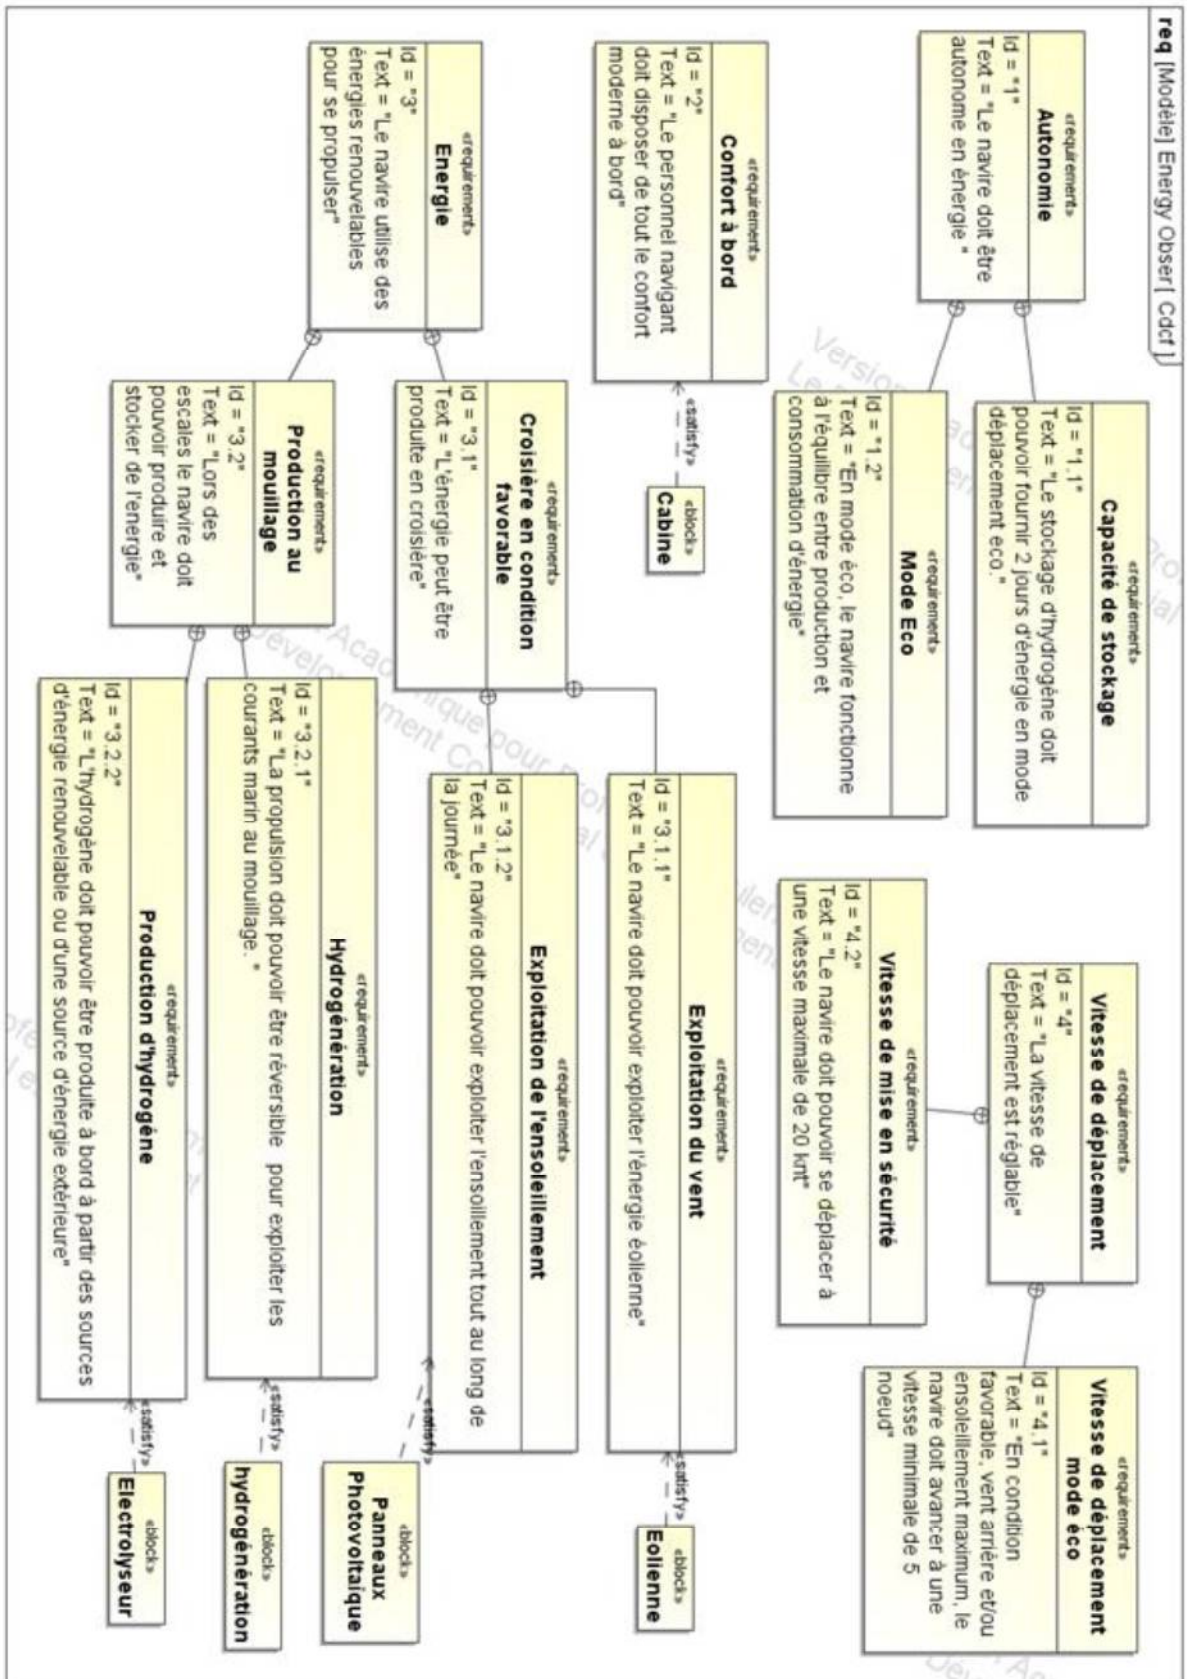 req [Modèle] Energy Obser[ Cdcf ]
«requirement»
Autonomie
Id = "1"
Text = "Le navire doit être
autonome en énergie "
«requirement»
Capacité de stockage
Id = "1.1"
Text = "Le stockage d'hydrogène doit
pouvoir fournir 2 jours d'énergie en mode
déplacement eco."
«requirement»
Mode Eco
Id = "1.2"
Text = "En mode éco, le navire fonctionne
à l'équilibre entre production et
consommation d'énergie"
«requirement»
Vitesse de déplacement
Id = "4"
Text = "La vitesse de
déplacement est réglable"
«requirement»
Vitesse de déplacement
mode éco
Id = "4.1"
Text = "En condition
favorable, vent arrière et/ou
ensoleillement maximum, le
navire doit avancer à une
vitesse minimale de 5
noeud"
«requirement»
Vitesse de mise en sécurité
Id = "4.2"
Text = "Le navire doit pouvoir se déplacer à
une vitesse maximale de 20 knt"
«requirement»
Confort à bord
Id = "2"
Text = "Le personnel navigant
doit disposer de tout le confort
moderne à bord"
«satisfy»
«block»
Cabine
«requirement»
Energie
Id = "3"
Text = "Le navire utilise des
énergies renouvelables
pour se propulser"
«requirement»
Croisière en condition
favorable
Id = "3.1"
Text = "L'énergie peut être
produite en croisière"
«requirement»
Exploitation du vent
Id = "3.1.1"
Text = "Le navire doit pouvoir exploiter l'énergie éolienne"
«satisfy»
«block»
Eolienne
«requirement»
Exploitation de l'ensoleillement
Id = "3.1.2"
Text = "Le navire doit pouvoir exploiter l'ensoillement tout au long de
la journée"
«satisfy»
«block»
Panneaux
Photovoltaique
«requirement»
Production au
mouillage
Id = "3.2"
Text = "Lors des
escales le navire doit
pouvoir produire et
stocker de l'energie"
«requirement»
Hydrogénération
Id = "3.2.1"
Text = "La propulsion doit pouvoir être réversible pour exploiter les
courants marin au mouillage. "
«satisfy»
«block»
hydrogénération
«requirement»
Production d'hydrogène
Id = "3.2.2"
Text = "L'hydrogène doit pouvoir être produite à bord à partir des sources
d'énergie renouvelable ou d'une source d'énergie extérieure"
«satisfy»
«block»
Electrolyseur